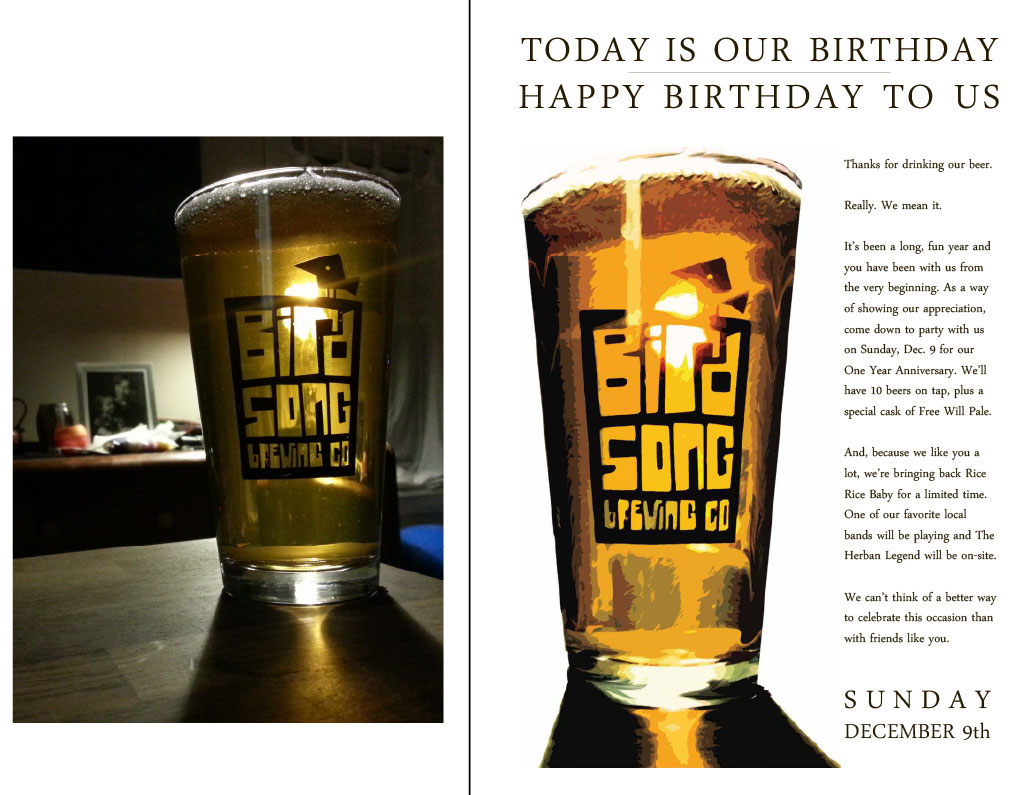 Bird
SONG
brewing co
TODAY IS OUR BIRTHDAY
HAPPY BIRTHDAY TO US
Bird
SONG
brewing co
Thanks for drinking our beer.
Really. We mean it.
It's been a long, fun year and
you have been with us from
the very beginning. As a way
of showing our appreciation,
come down to party with us
on Sunday, Dec. 9 for our
One Year Anniversary. We'll
have 10 beers on tap, plus a
special cask of Free Will Pale.
And, because we like you a
lot, we're bringing back Rice
Rice Baby for a limited time.
One of our favorite local
bands will be playing and The
Herban Legend will be on-site.
We can't think of a better way
to celebrate this occasion than
with friends like you.
SUNDAY
DECEMBER 9th